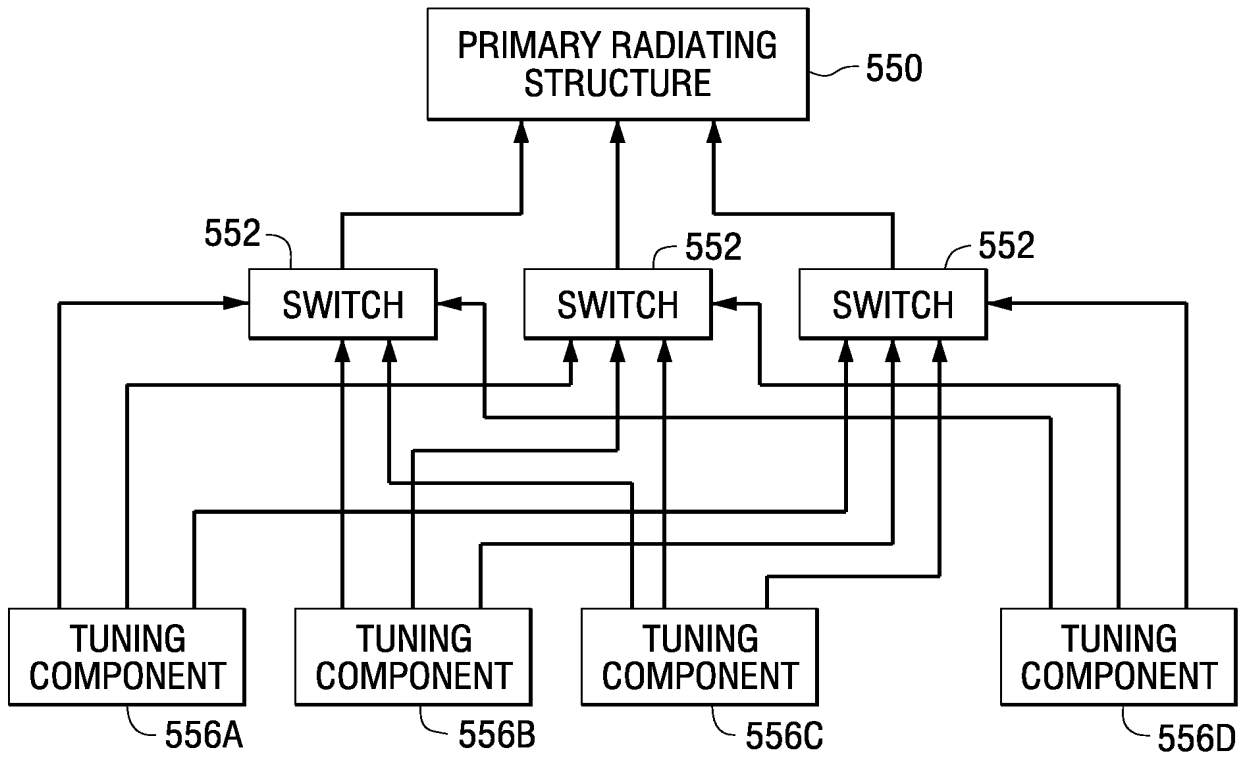 PRIMARY RADIATING
STRUCTURE
550
552
552
552
SWITCH
SWITCH
SWITCH
TUNING
COMPONENT
TUNING
COMPONENT
TUNING
COMPONENT
TUNING
COMPONENT
556A
556B
556C
556D